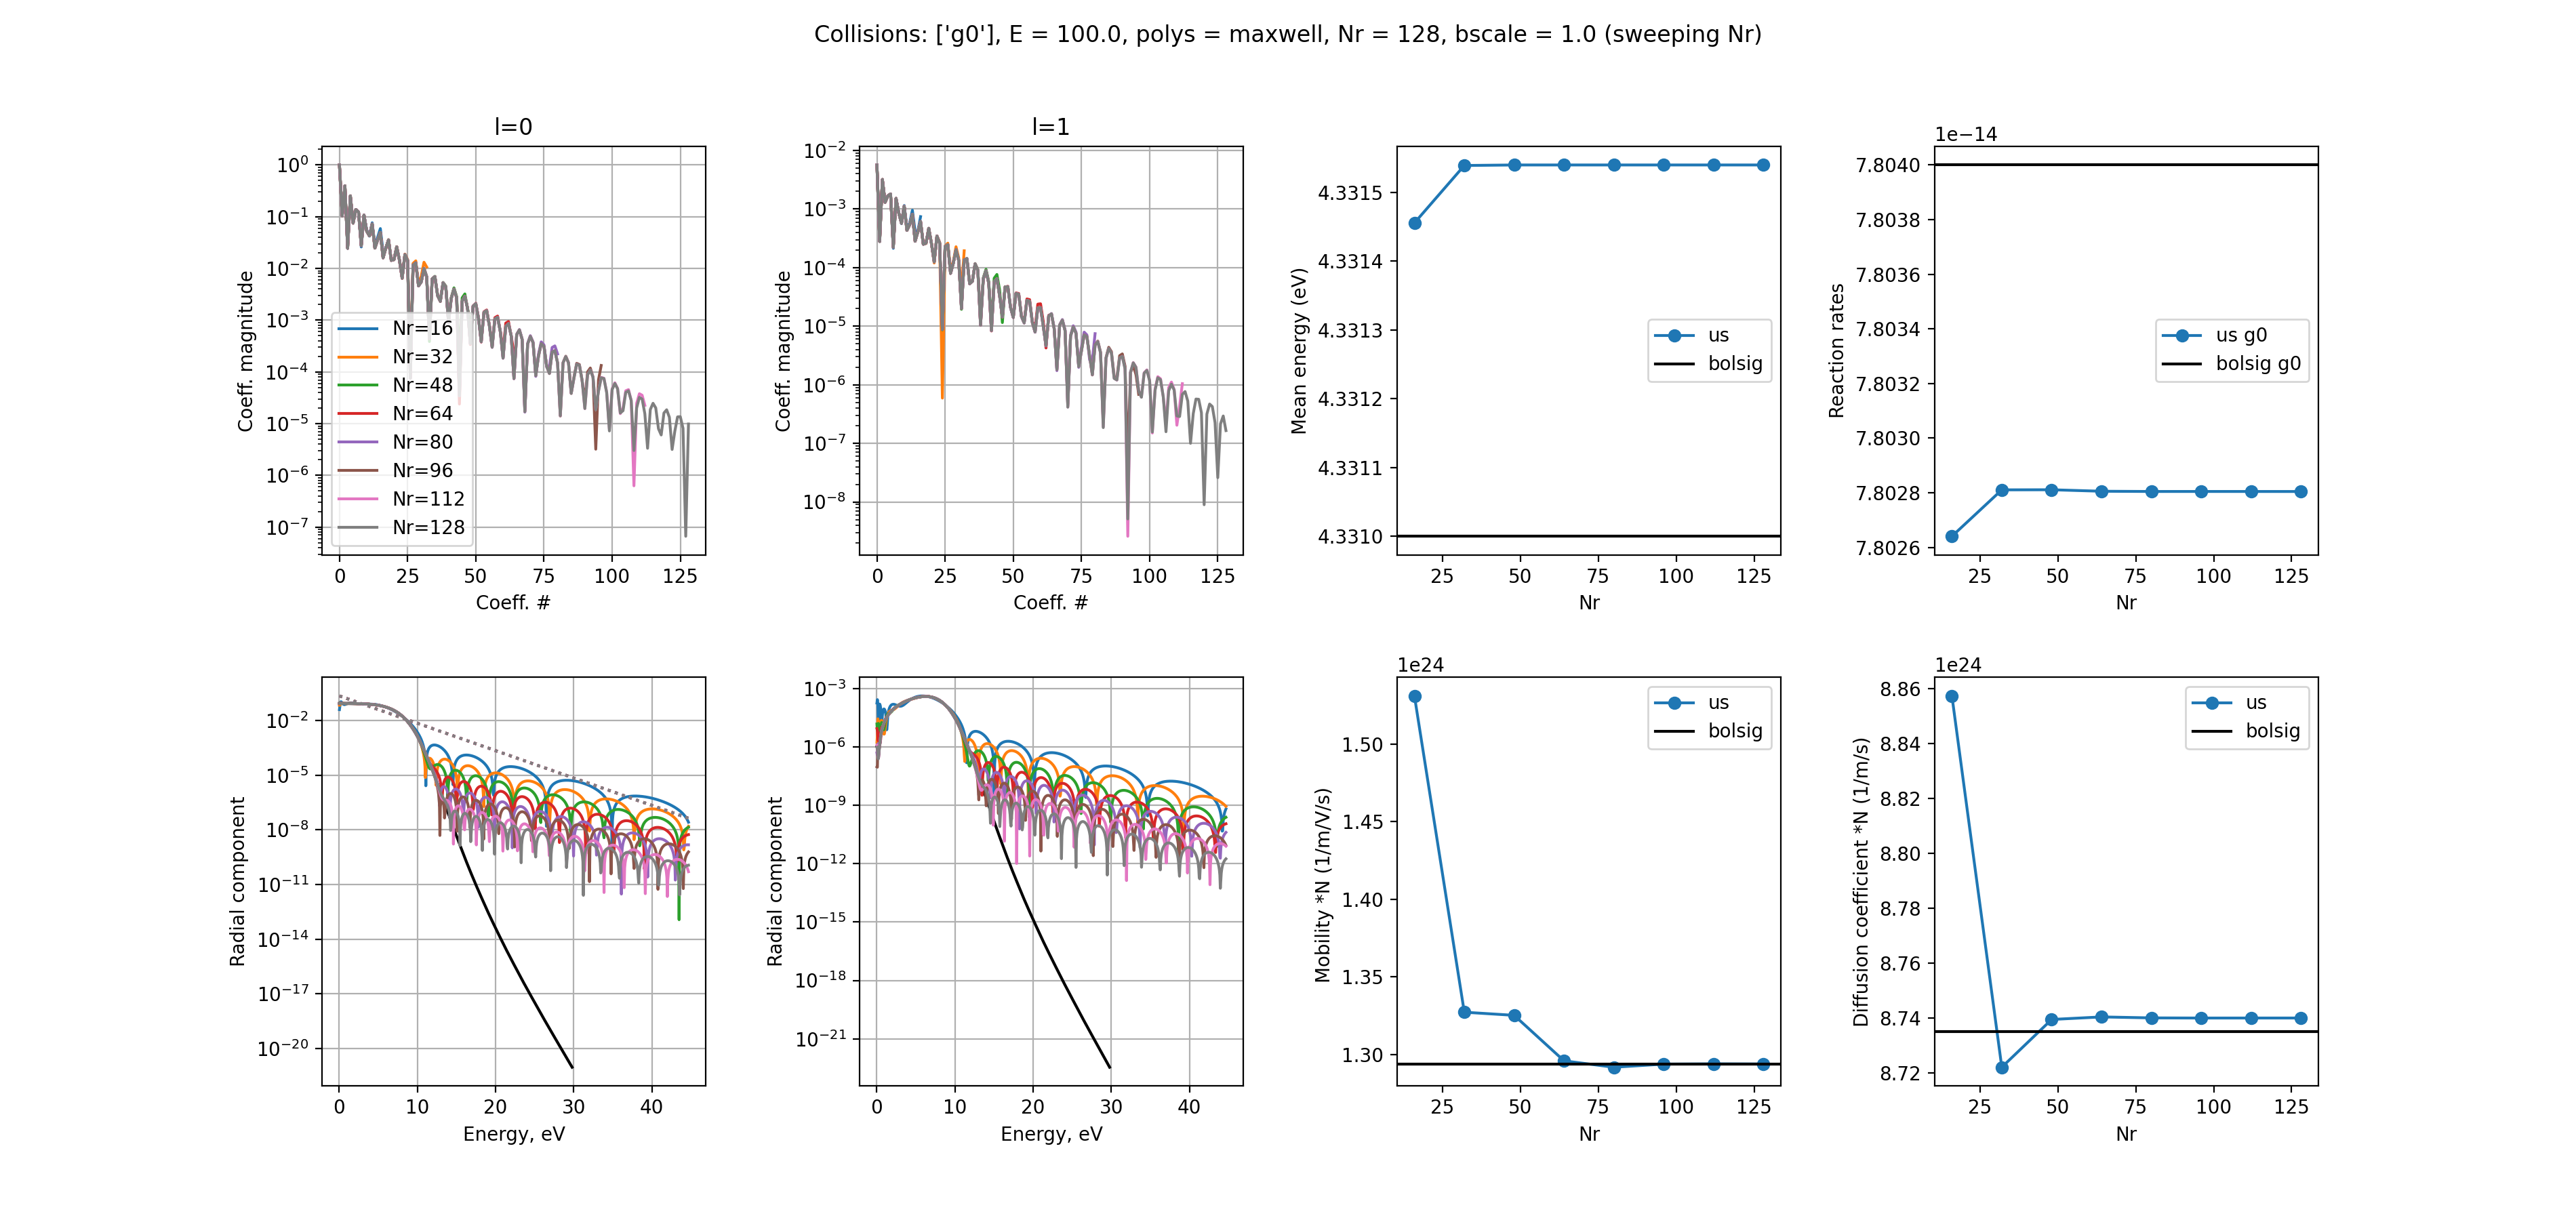 Collisions: ['g0'], E = 100.0, polys = maxwell, Nr = 128, bscale = 1.0 (sweeping Nr)
l=0
Coeff. magnitude
10⁰
10⁻¹
10⁻²
10⁻³
10⁻⁴
10⁻⁵
10⁻⁶
10⁻⁷
Nr=16
Nr=32
Nr=48
Nr=64
Nr=80
Nr=96
Nr=112
Nr=128
0 25 50 75 100 125
Coeff. #
l=1
Coeff. magnitude
10⁻²
10⁻³
10⁻⁴
10⁻⁵
10⁻⁶
10⁻⁷
10⁻⁸
0 25 50 75 100 125
Coeff. #
Mean energy (eV)
4.3315
4.3314
4.3313
4.3312
4.3311
4.3310
us
bolsig
25 50 75 100 125
Nr
1e−14
Reaction rates
7.8040
7.8038
7.8036
7.8034
7.8032
7.8030
7.8028
7.8026
us g0
bolsig g0
25 50 75 100 125
Nr
Radial component
10⁻²
10⁻⁵
10⁻⁸
10⁻¹¹
10⁻¹⁴
10⁻¹⁷
10⁻²⁰
0 10 20 30 40
Energy, eV
Radial component
10⁻³
10⁻⁶
10⁻⁹
10⁻¹²
10⁻¹⁵
10⁻¹⁸
10⁻²¹
0 10 20 30 40
Energy, eV
1e24
Mobility *N (1/m/V/s)
1.50
1.45
1.40
1.35
1.30
us
bolsig
25 50 75 100 125
Nr
1e24
Diffusion coefficient *N (1/m/s)
8.86
8.84
8.82
8.80
8.78
8.76
8.74
8.72
us
bolsig
25 50 75 100 125
Nr